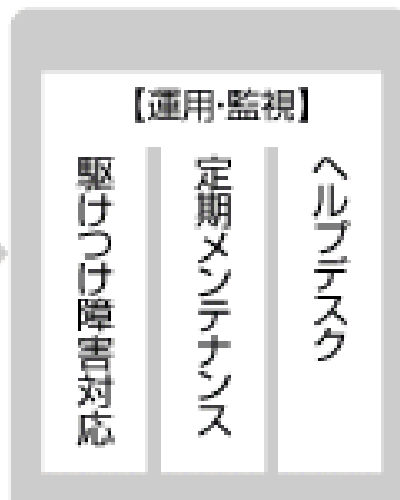 【運用・監視】
ヘルプデスク
定期メンテナンス
駆けつけ障害対応